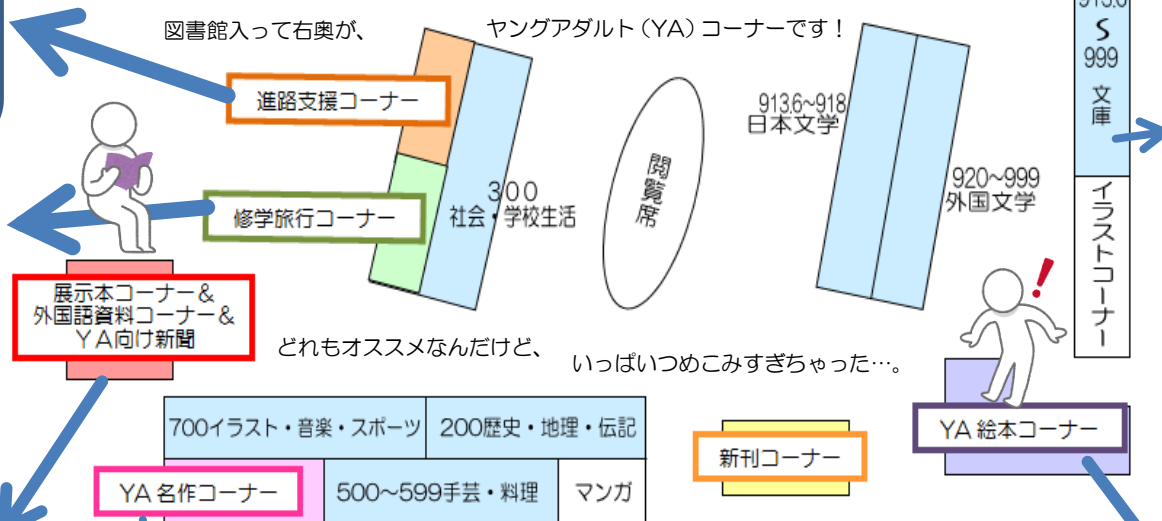 図書館入って右奥が、
ヤングアダルト（YA）コーナーです！
進路支援コーナー
修学旅行コーナー
300
社会・学校生活
閲覧席
913.6~918
日本文学
920~999
外国文学
913.6
～
999
文庫
イラストコーナー
展示本コーナー＆
外国語資料コーナー＆
ＹＡ向け新聞
どれもオススメなんだけど、
いっぱいつめこみすぎちゃった…。
700イラスト・音楽・スポーツ
200歴史・地理・伝記
YA 名作コーナー
500~599手芸・料理
マンガ
新刊コーナー
YA 絵本コーナー